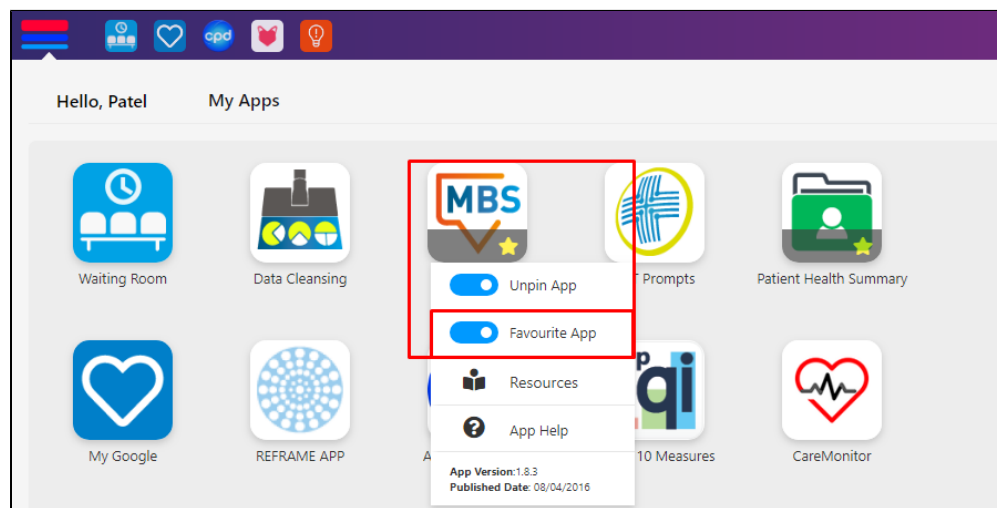 cpd
Hello, Patel
My Apps
MBS
Waiting Room
Data Cleansing
Prompts
Patient Health Summary
Unpin App
Favourite App
Resources
App Help
My Google
REFRAME APP
A
p
qi
10 Measures
CareMonitor
App Version:1.8.3
Published Date: 08/04/2016